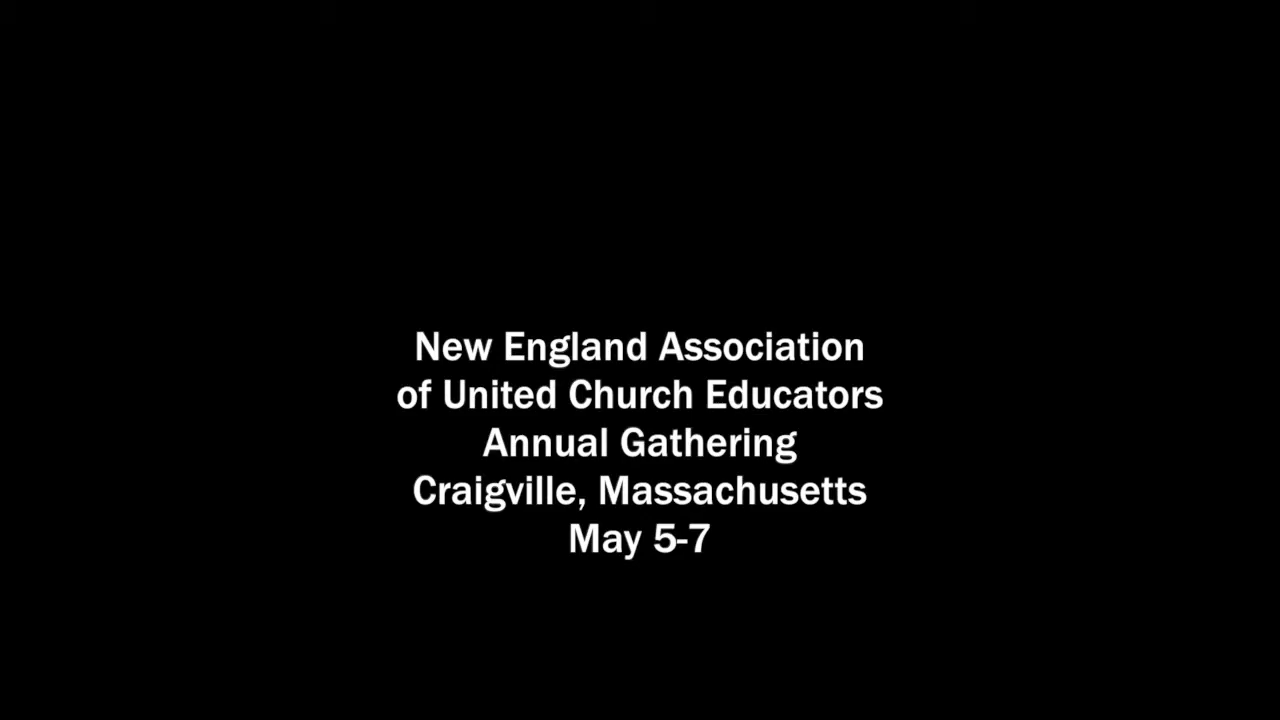 New England Association
of United Church Educators
Annual Gathering
Craigville, Massachusetts
May 5-7